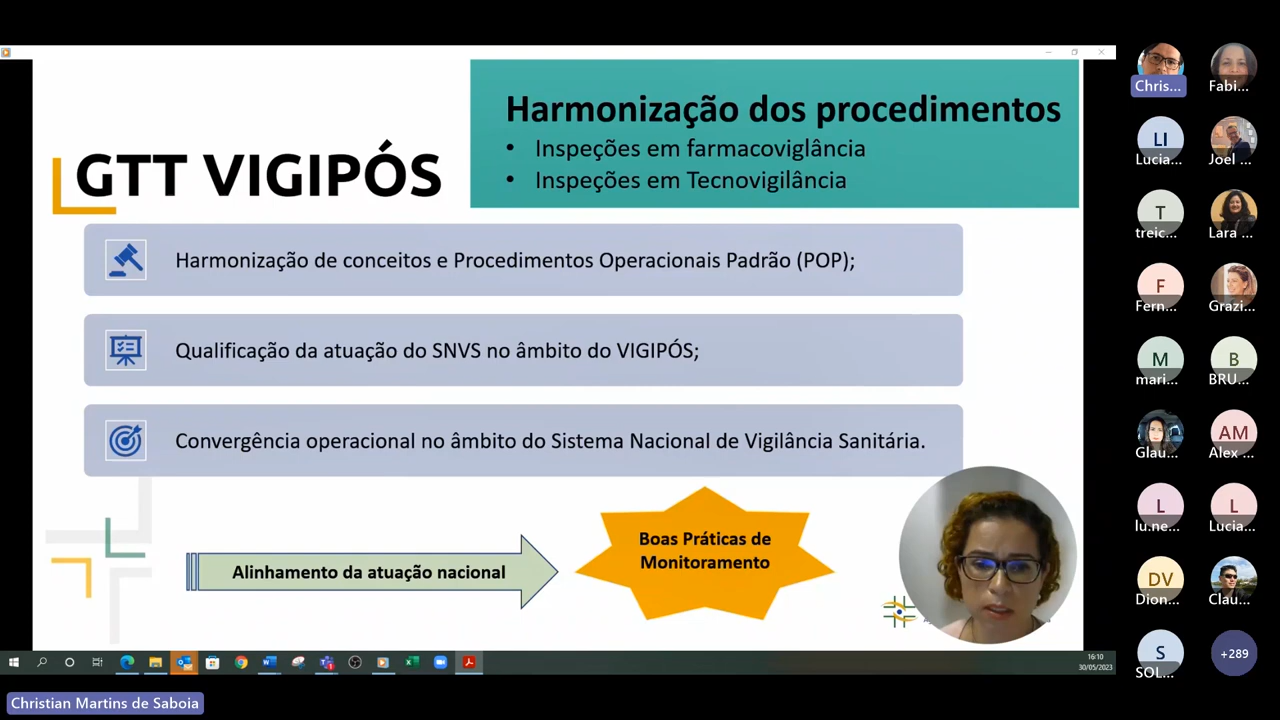 Harmonização dos procedimentos
• Inspeções em farmacoviglância
• Inspeções em Tecnovigilância
GTT VIGIPÓS
Harmonização de conceitos e Procedimentos Operacionais Padrão (POP);
Qualificação da atuação do SNVS no âmbito do VIGIPÓS;
Convergência operacional no âmbito do Sistema Nacional de Vigilância Sanitária.
Alinhamento da atuação nacional
Boas Práticas de
Monitoramento
16:10
30/05/2023
Christian Martins de Saboia
Chris...
Fabi...
LI
Lucia...
Joel ...
T
treic...
Lara ...
F
Fern...
Grazi...
M
mari...
B
BRU...
Glau...
AM
Alex ...
L
lu.ne...
L
Lucia...
DV
Dion...
Clau...
S
SOL...
+289